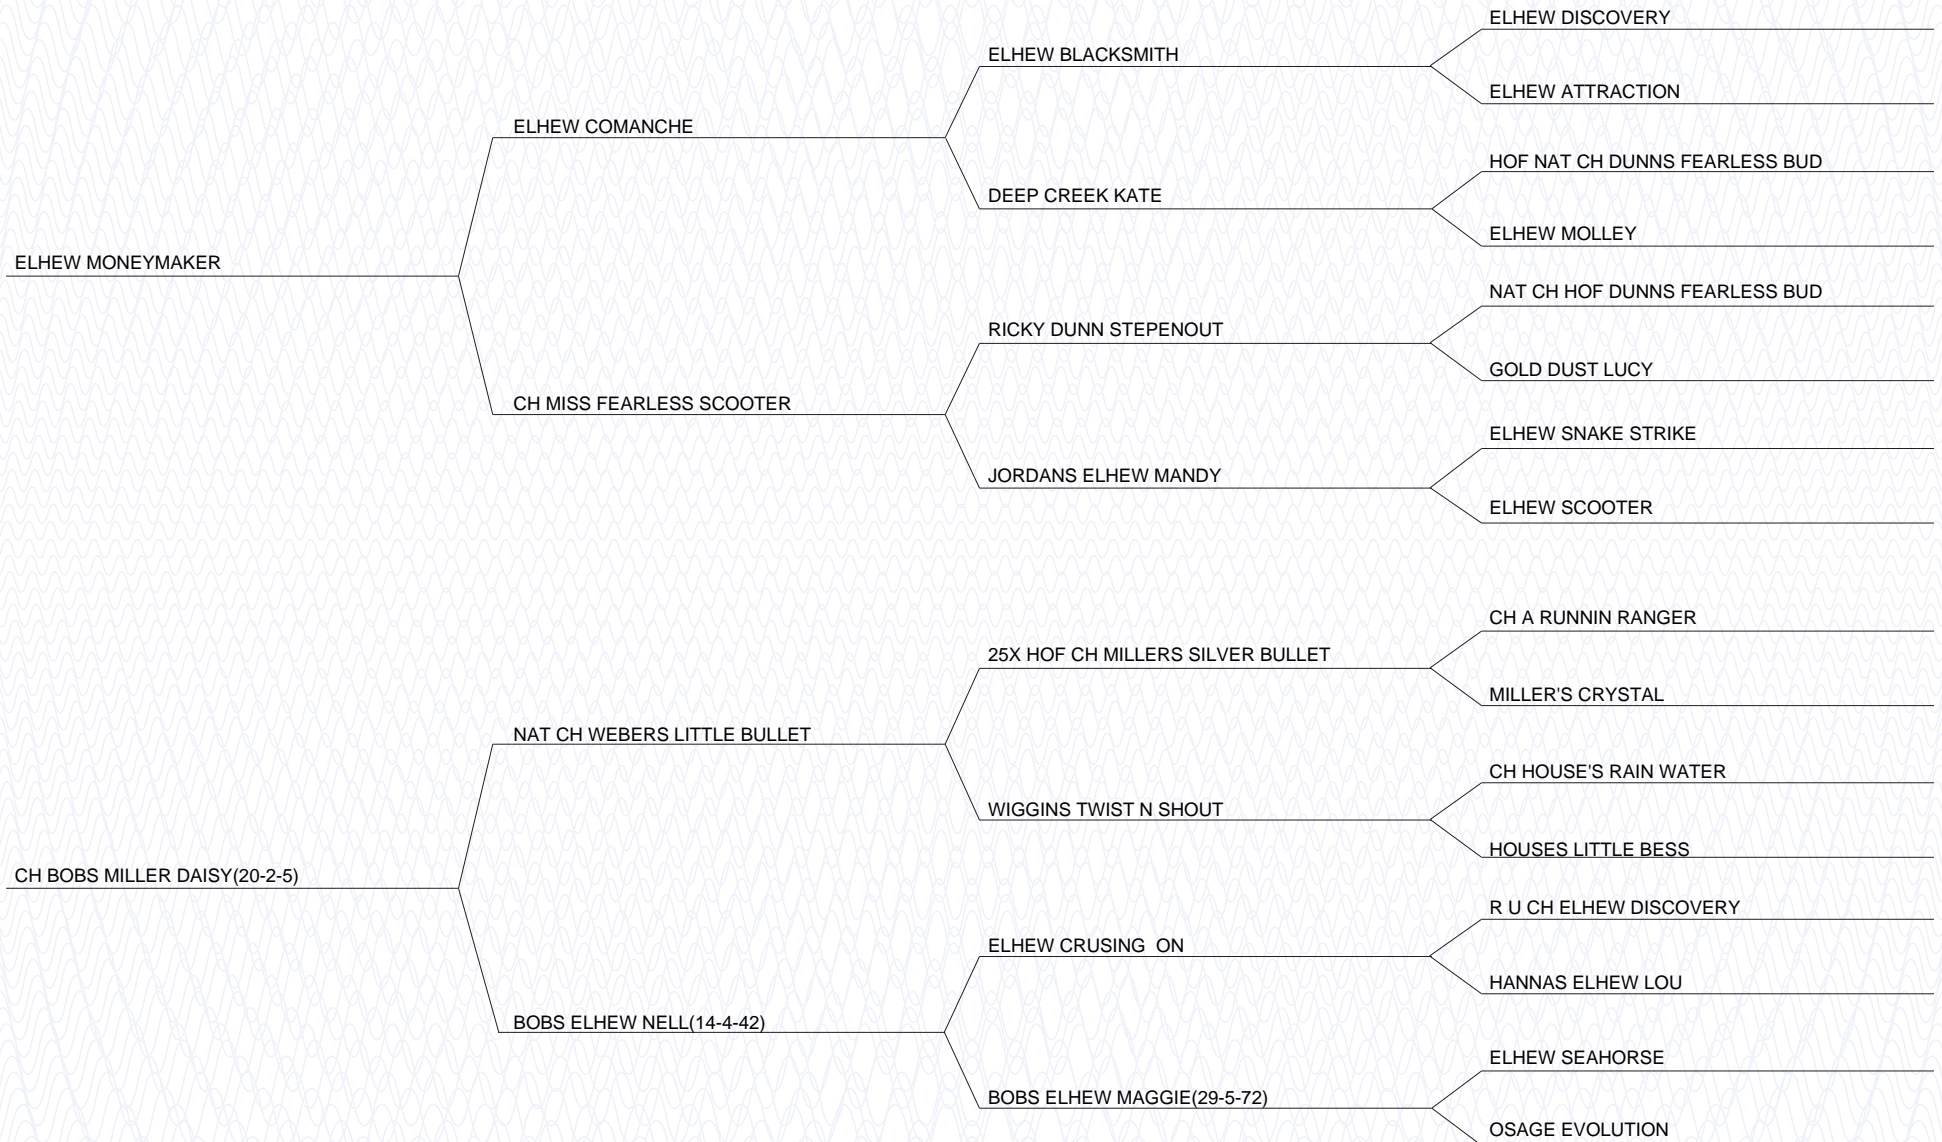 ELHEW DISCOVERY
ELHEW BLACKSMITH
ELHEW ATTRACTION
ELHEW COMANCHE
HOF NAT CH DUNNS FEARLESS BUD
DEEP CREEK KATE
ELHEW MOLLEY
ELHEW MONEYMAKER
NAT CH HOF DUNNS FEARLESS BUD
RICKY DUNN STEPENOUT
GOLD DUST LUCY
CH MISS FEARLESS SCOOTER
ELHEW SNAKE STRIKE
JORDANS ELHEW MANDY
ELHEW SCOOTER
CH A RUNNIN RANGER
25X HOF CH MILLERS SILVER BULLET
MILLER'S CRYSTAL
NAT CH WEBERS LITTLE BULLET
CH HOUSE'S RAIN WATER
WIGGINS TWIST N SHOUT
HOUSES LITTLE BESS
CH BOBS MILLER DAISY(20-2-5)
R U CH ELHEW DISCOVERY
ELHEW CRUSING  ON
HANNAS ELHEW LOU
BOBS ELHEW NELL(14-4-42)
ELHEW SEAHORSE
BOBS ELHEW MAGGIE(29-5-72)
OSAGE EVOLUTION